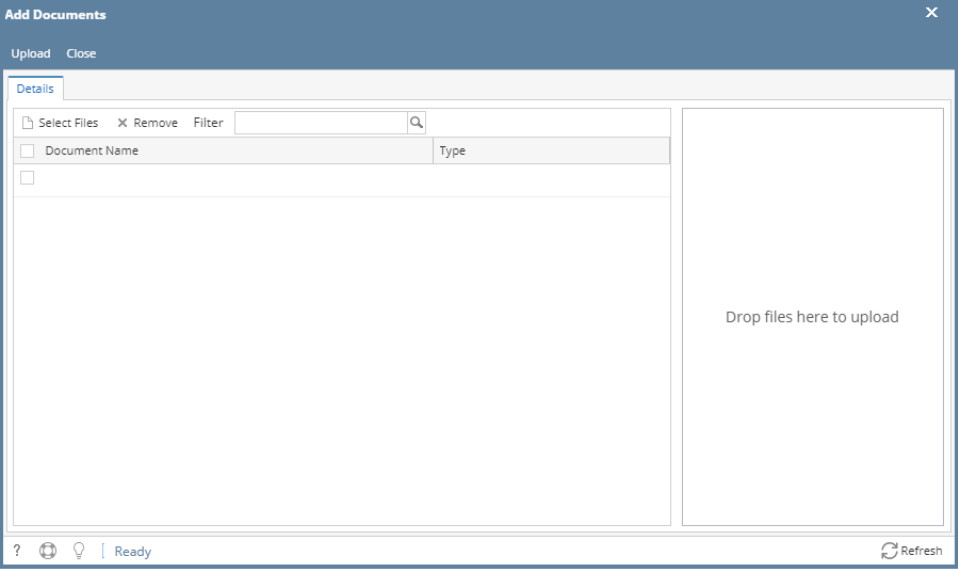 Add Documents
Upload Close
Details
Select Files Remove Filter
Document Name Type
Drop files here to upload
? Ready Refresh